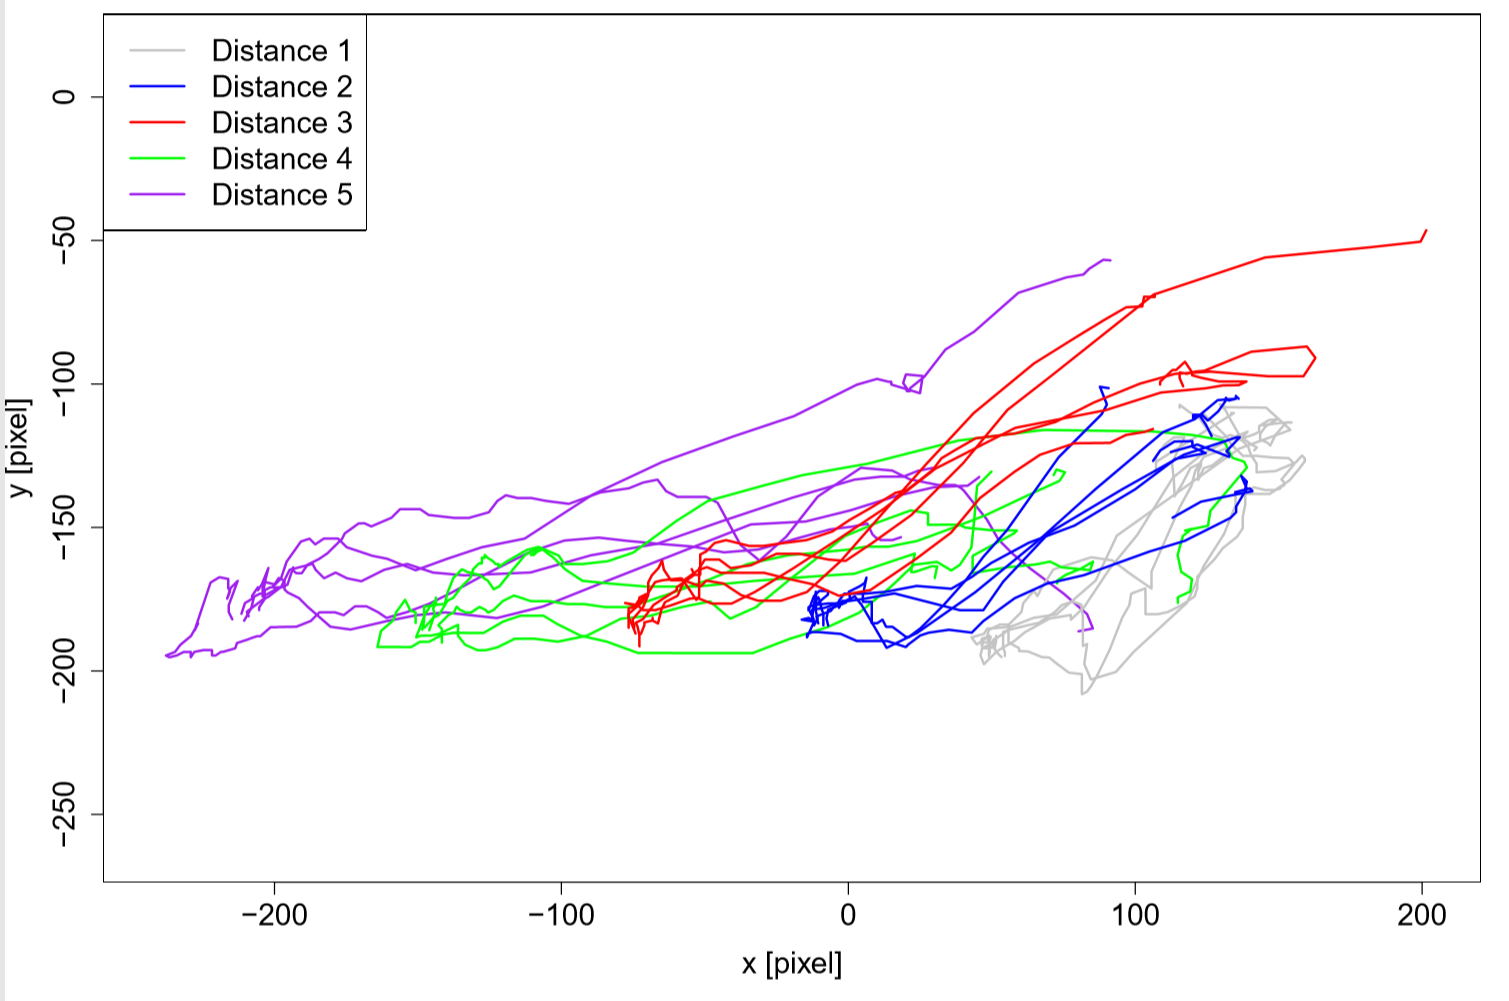 Distance 1
Distance 2
Distance 3
Distance 4
Distance 5
0
−50
−100
−150
−200
−250
y [pixel]
−200 −100 0 100 200
x [pixel]